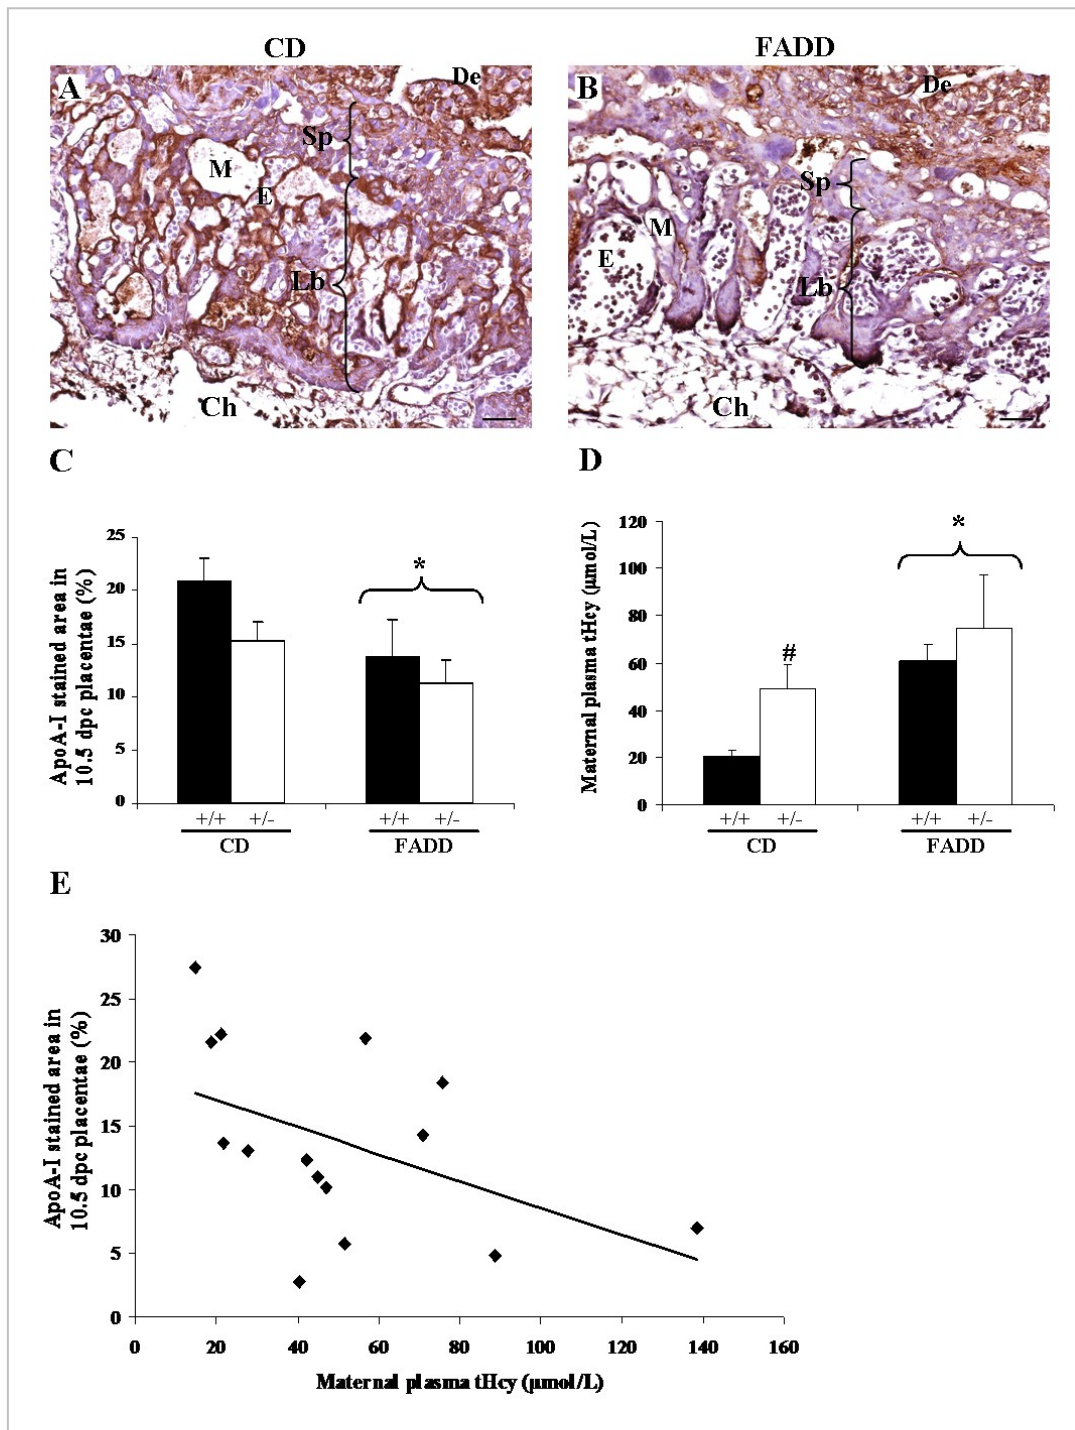 CD
FADD
A
De
Sp
M
E
Lb
Ch
B
De
Sp
M
E
Lb
Ch
C
D
ApoA-I stained area in
10.5 dpc placentae (%)
25
20
15
10
5
0
*
+/+ +/- +/+ +/-
CD FADD
Maternal plasma tHcy (μmol/L)
120
100
80
60
40
20
0
#
*
+/+ +/- +/+ +/-
CD FADD
E
ApoA-I stained area in
10.5 dpc placentae (%)
30
25
20
15
10
5
0
0 20 40 60 80 100 120 140 160
Maternal plasma tHcy (μmol/L)